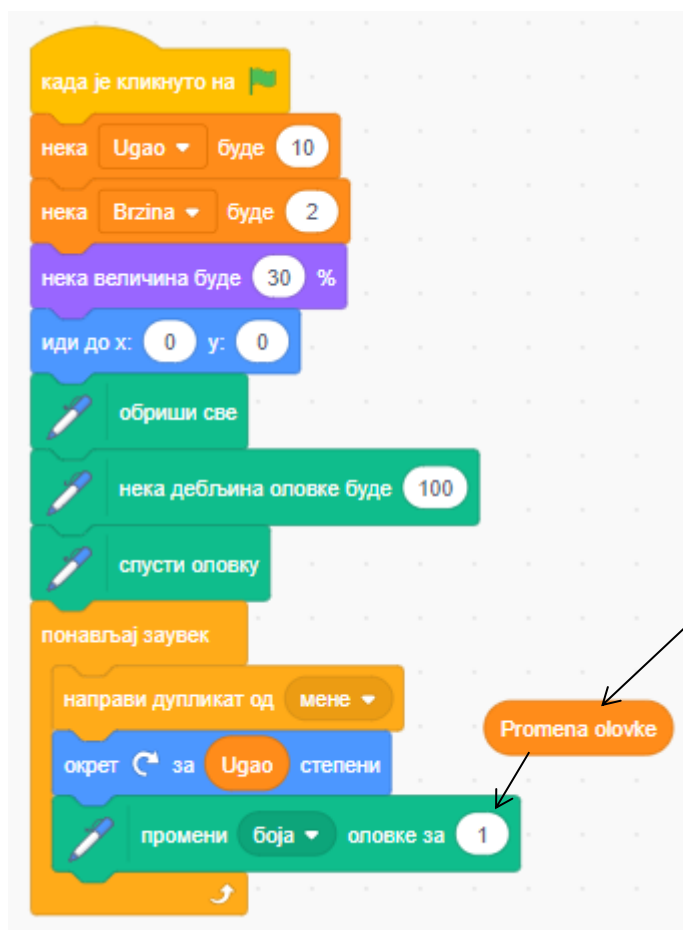 када је кликнуто на
нека Ugao буде 10
нека Brzina буде 2
нека величина буде 30 %
иди до x: 0 y: 0
обриши све
нека дебљина оловке буде 100
спусти оловку
понављај заувек
направи дупликат од мене
Promena olovke
окрет за Ugao степени
промени боја оловке за 1